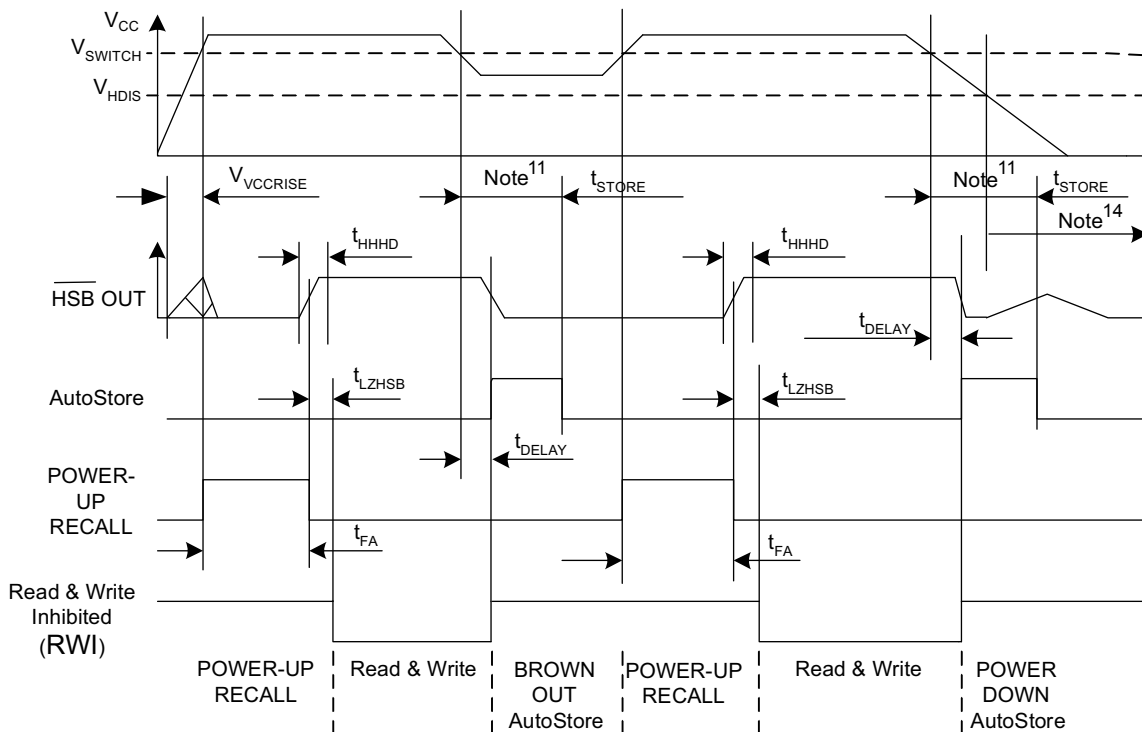 VCC
VSWITCH
VHDIS
VVCCRISE
Note11
tSTORE
Note11
tSTORE
Note14
tHHHD
tHHHD
HSB OUT
tDELAY
tLZHSB
tLZHSB
AutoStore
tDELAY
POWER-
UP
RECALL
tFA
tFA
Read & Write
Inhibited
(RWI)
POWER-UP
RECALL
Read & Write
BROWN
OUT
AutoStore
POWER-UP
RECALL
Read & Write
POWER
DOWN
AutoStore